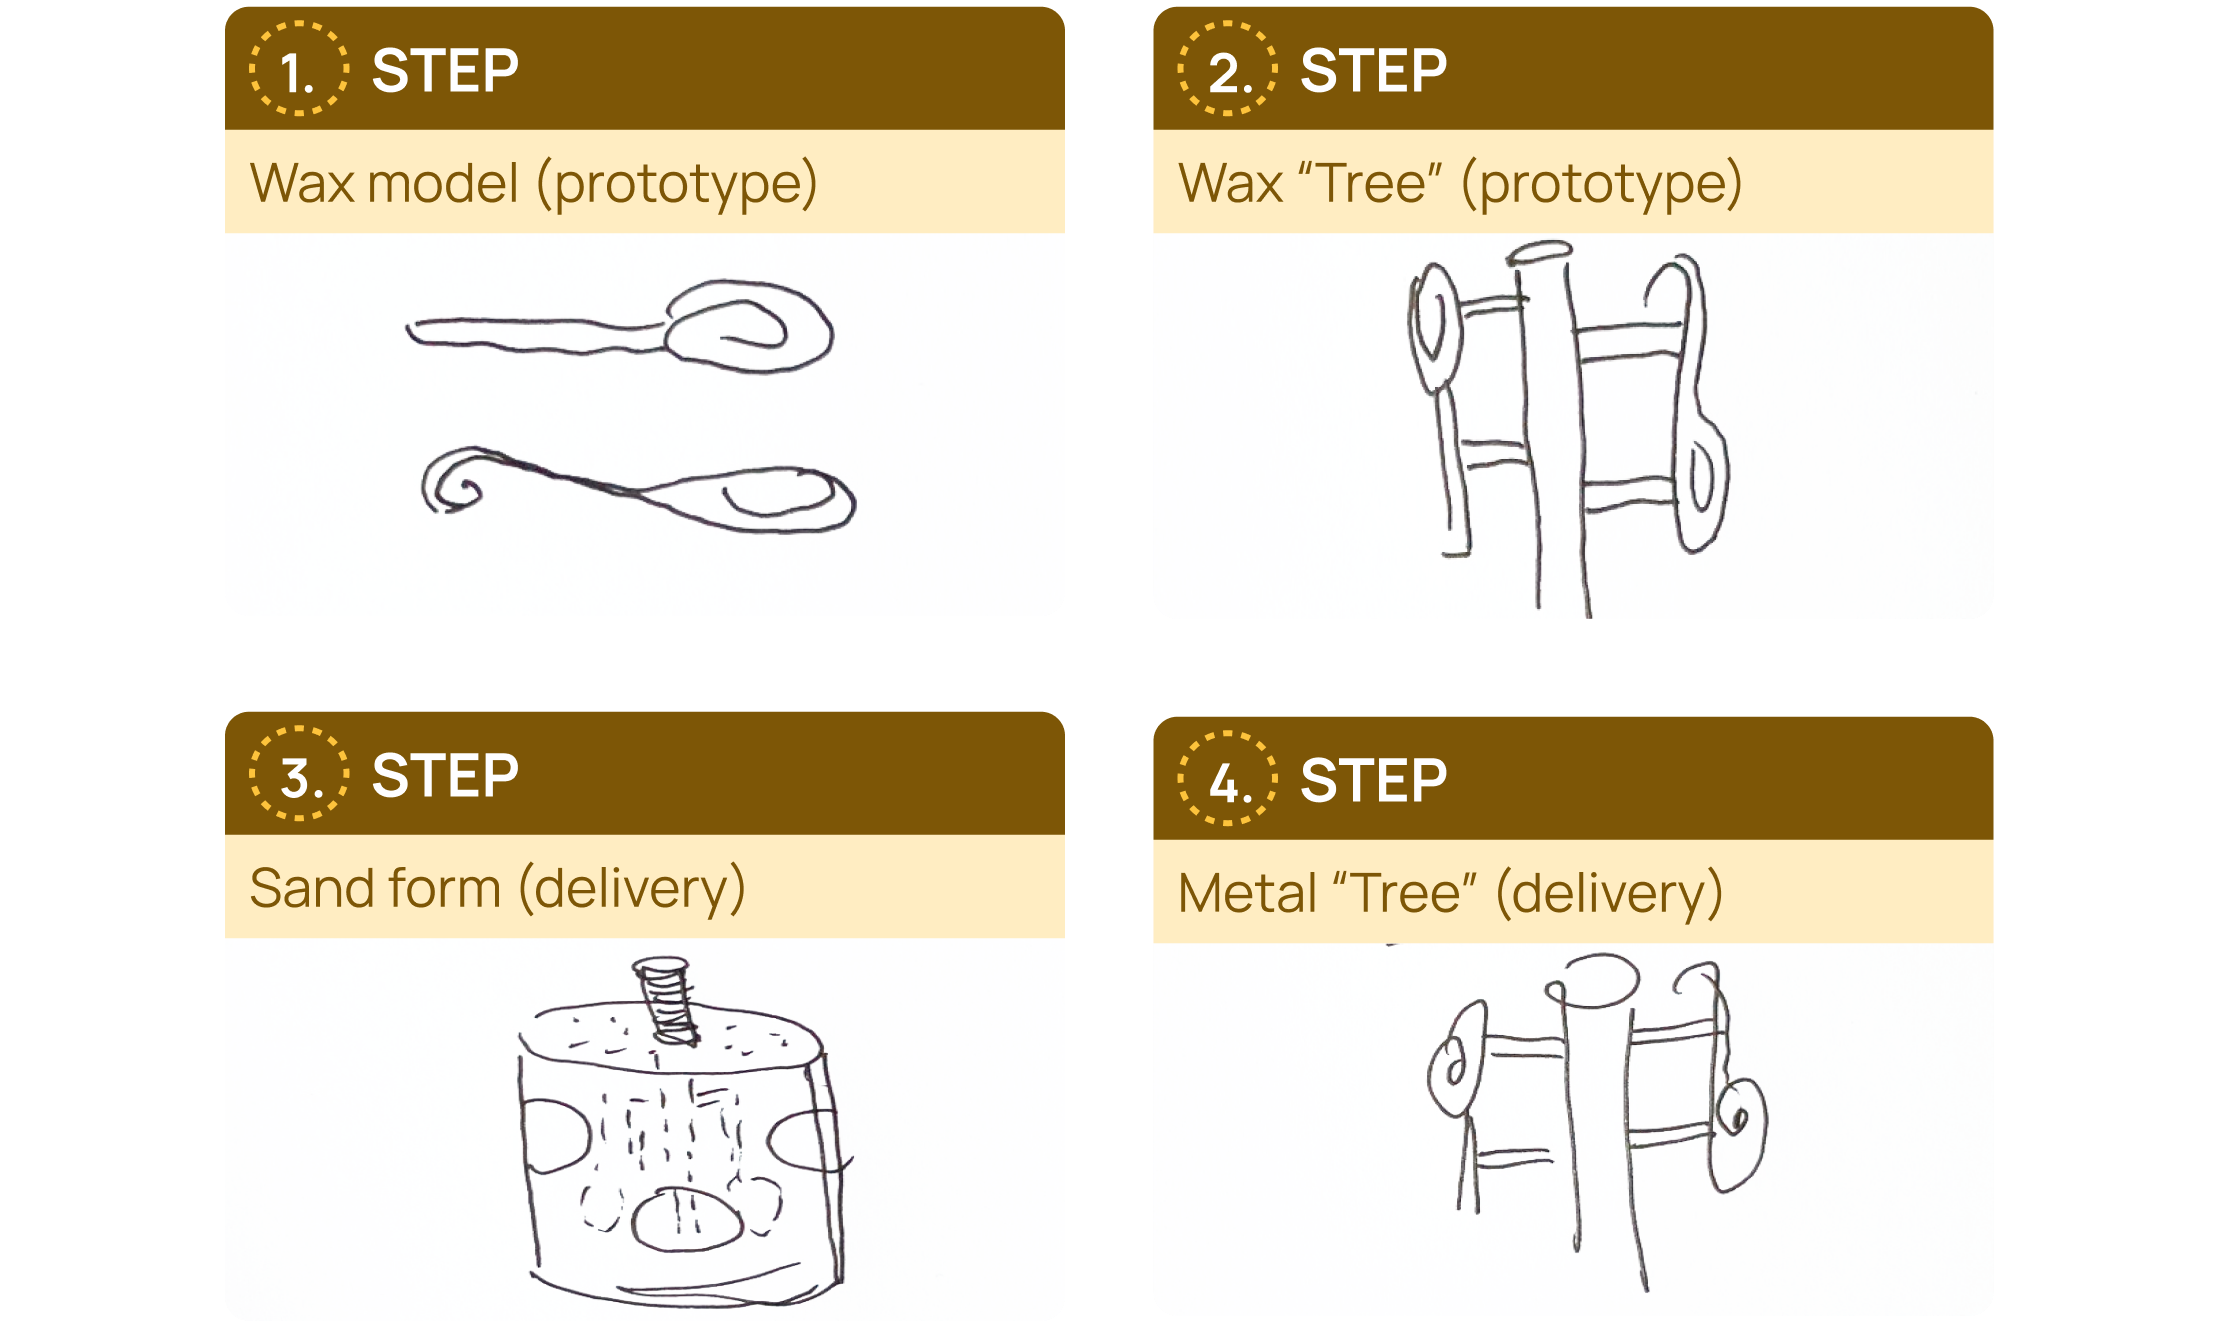 1. STEP
Wax model (prototype)
2. STEP
Wax “Tree” (prototype)
3. STEP
Sand form (delivery)
4. STEP
Metal “Tree” (delivery)